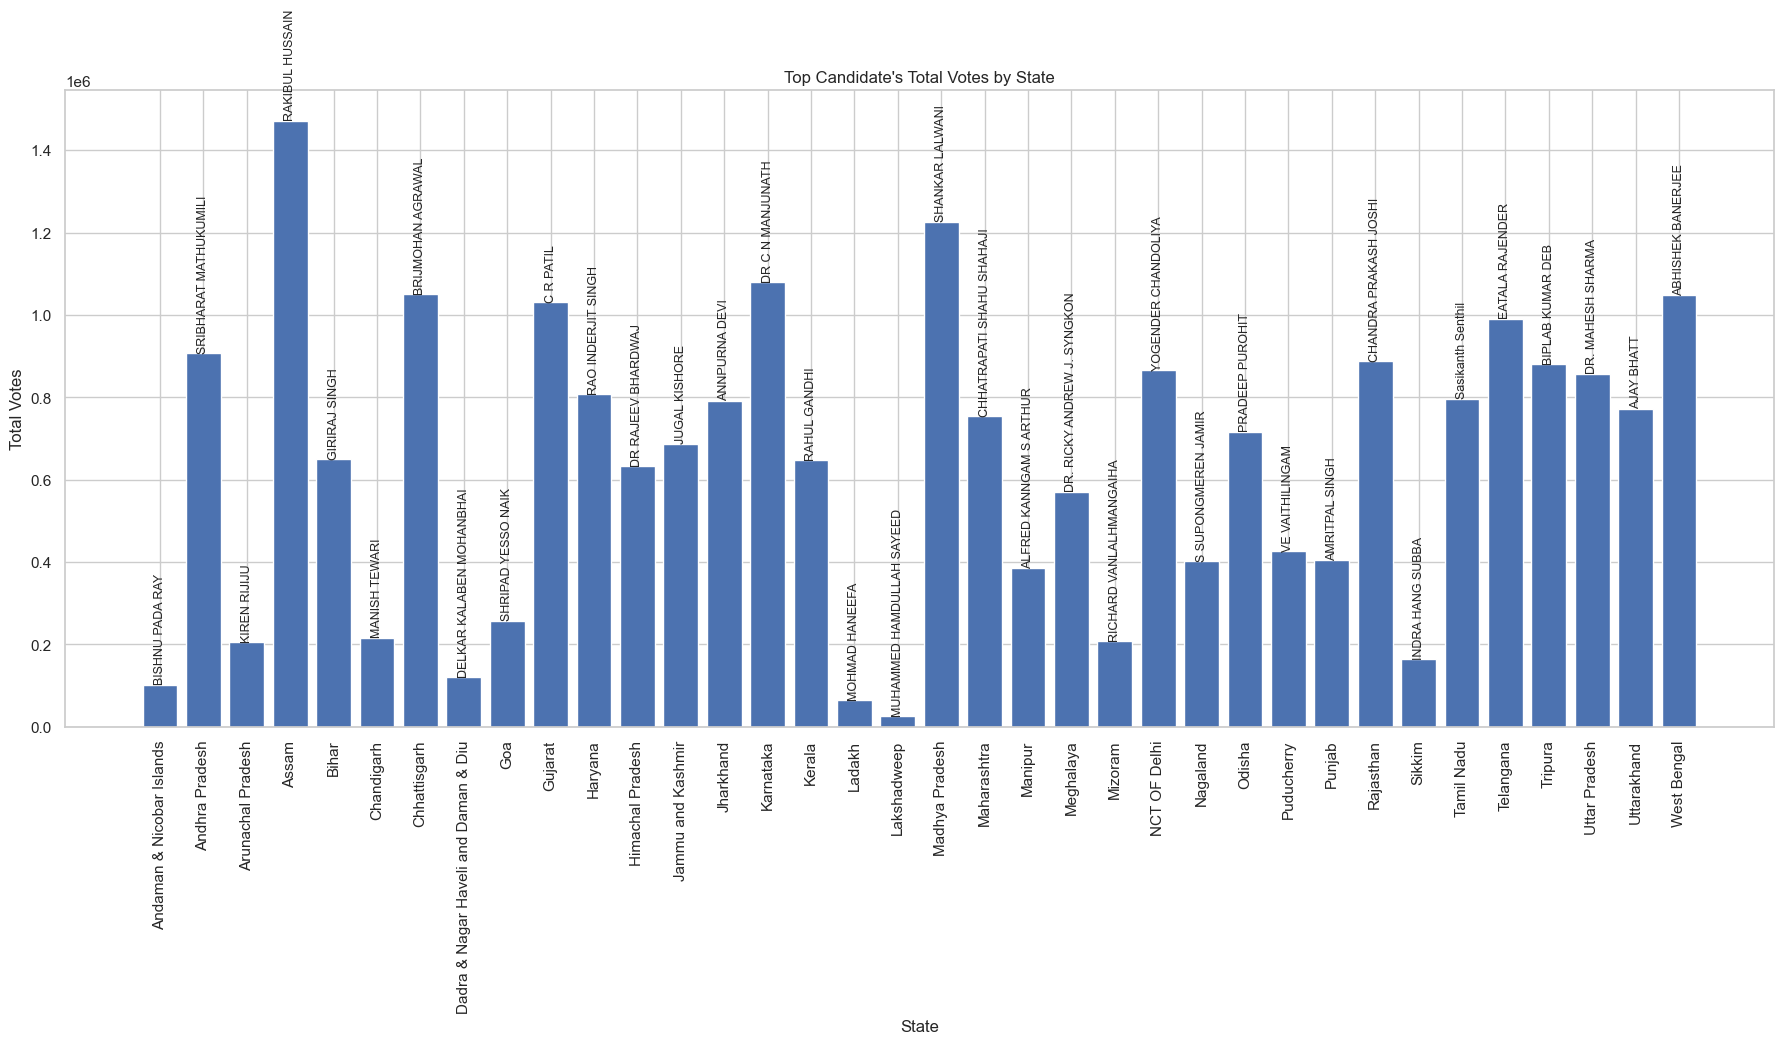 Top Candidate's Total Votes by State
1e6
Total Votes
1.4
1.2
1.0
0.8
0.6
0.4
0.2
0.0
BISHNU PADA RAY
SRIBHARAT MATHUKUMILI
KIREN RIJIJU
RAKIBUL HUSSAIN
GIRIRAJ SINGH
MANISH TEWARI
BRIJMOHAN AGRAWAL
DELKAR KALABEN MOHANBHAI
SHRIPAD YESSO NAIK
C R PATIL
RAO INDERJIT SINGH
DR RAJEEV BHARDWAJ
JUGAL KISHORE
ANNPURNA DEVI
DR C N MANJUNATH
RAHUL GANDHI
MOHMAD HANEEFA
MUHAMMED HAMDULLAH SAYEED
SHANKAR LALWANI
CHHATRAPATI SHAHU SHAHAJI
ALFRED KANNGAM S ARTHUR
DR. RICKY ANDREW J. SYNGKON
RICHARD VANLALHMANGAIHA
YOGENDER CHANDOLIYA
S SUPONGMEREN JAMIR
PRADEEP PUROHIT
VE VAITHILINGAM
AMRITPAL SINGH
CHANDRA PRAKASH JOSHI
INDRA HANG SUBBA
Sasikanth Senthil
EATALA RAJENDER
BIPLAB KUMAR DEB
DR. MAHESH SHARMA
AJAY BHATT
ABHISHEK BANERJEE
Andaman & Nicobar Islands
Andhra Pradesh
Arunachal Pradesh
Assam
Bihar
Chandigarh
Chhattisgarh
Dadra & Nagar Haveli and Daman & Diu
Goa
Gujarat
Haryana
Himachal Pradesh
Jammu and Kashmir
Jharkhand
Karnataka
Kerala
Ladakh
Lakshadweep
Madhya Pradesh
Maharashtra
Manipur
Meghalaya
Mizoram
NCT OF Delhi
Nagaland
Odisha
Puducherry
Punjab
Rajasthan
Sikkim
Tamil Nadu
Telangana
Tripura
Uttar Pradesh
Uttarakhand
West Bengal
State